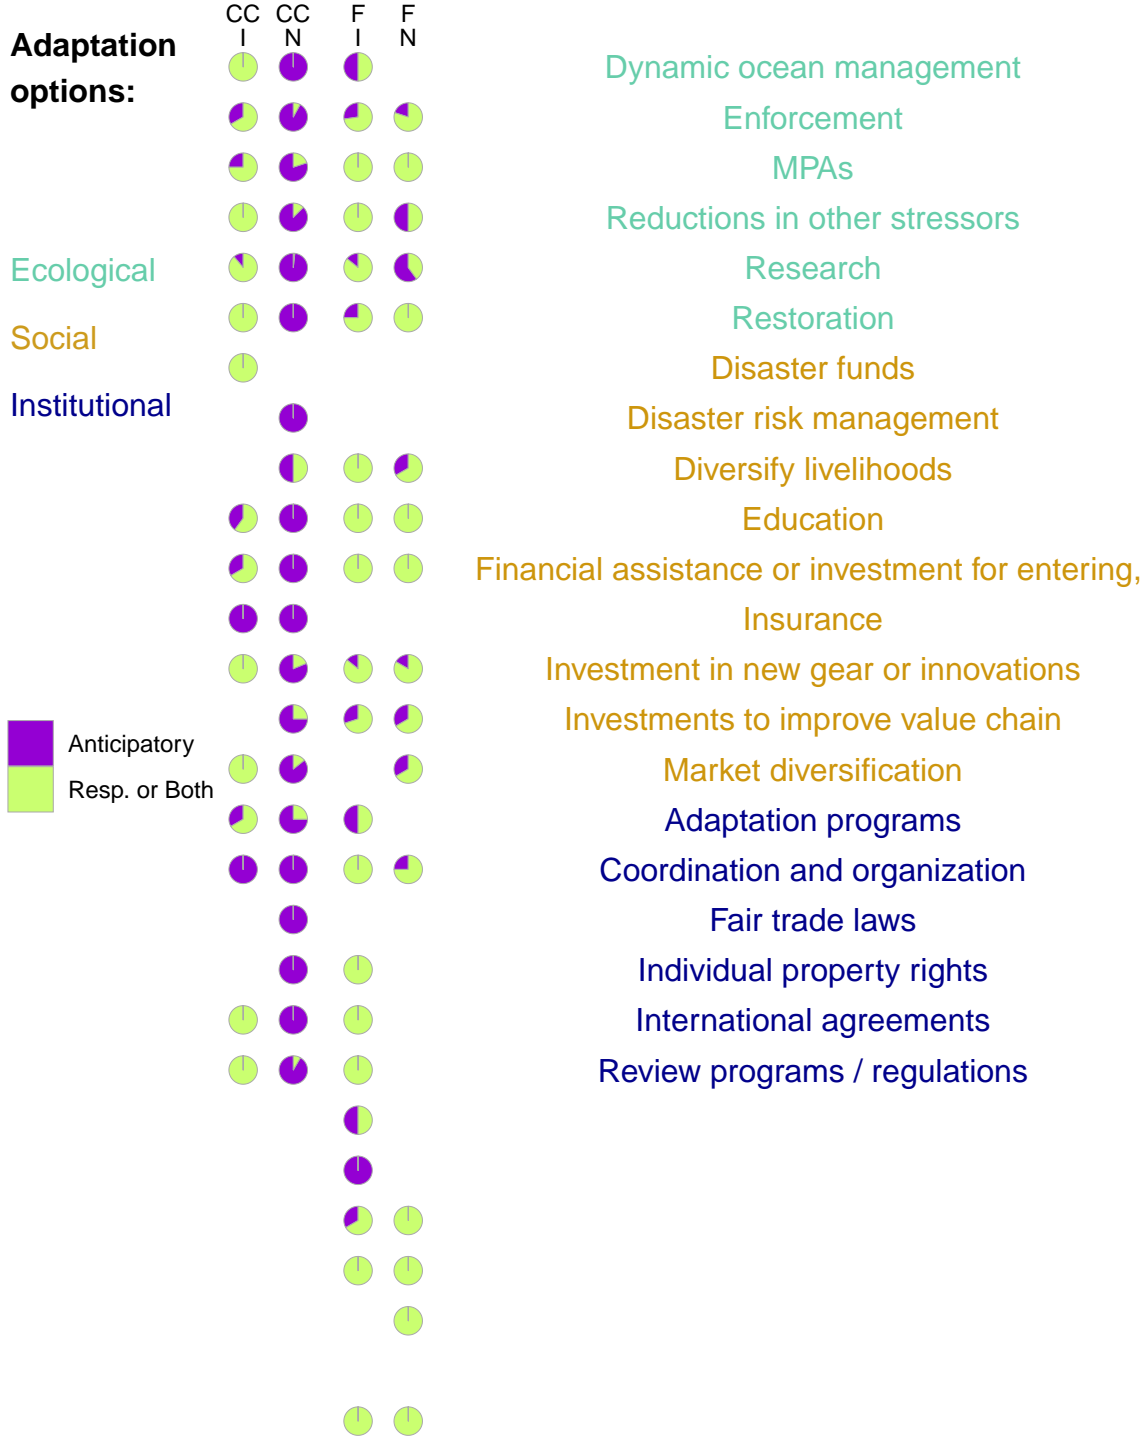 CC CC F F
I N I N
Adaptation
options:
Dynamic ocean management
Enforcement
MPAs
Reductions in other stressors
Ecological
Research
Restoration
Social
Disaster funds
Institutional
Disaster risk management
Diversify livelihoods
Education
Financial assistance or investment for entering,
Insurance
Investment in new gear or innovations
Investments to improve value chain
Anticipatory
Market diversification
Resp. or Both
Adaptation programs
Coordination and organization
Fair trade laws
Individual property rights
International agreements
Review programs / regulations